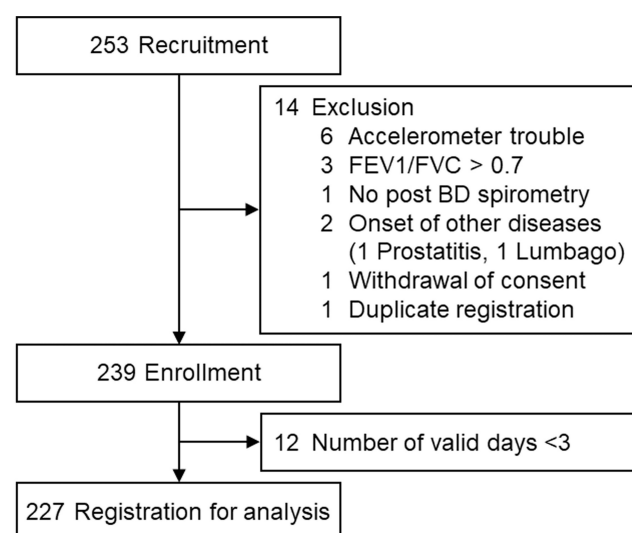 253 Recruitment
14 Exclusion
6 Accelerometer trouble
3 FEV1/FVC > 0.7
1 No post BD spirometry
2 Onset of other diseases
(1 Prostatitis, 1 Lumbago)
1 Withdrawal of consent
1 Duplicate registration
239 Enrollment
12 Number of valid days <3
227 Registration for analysis